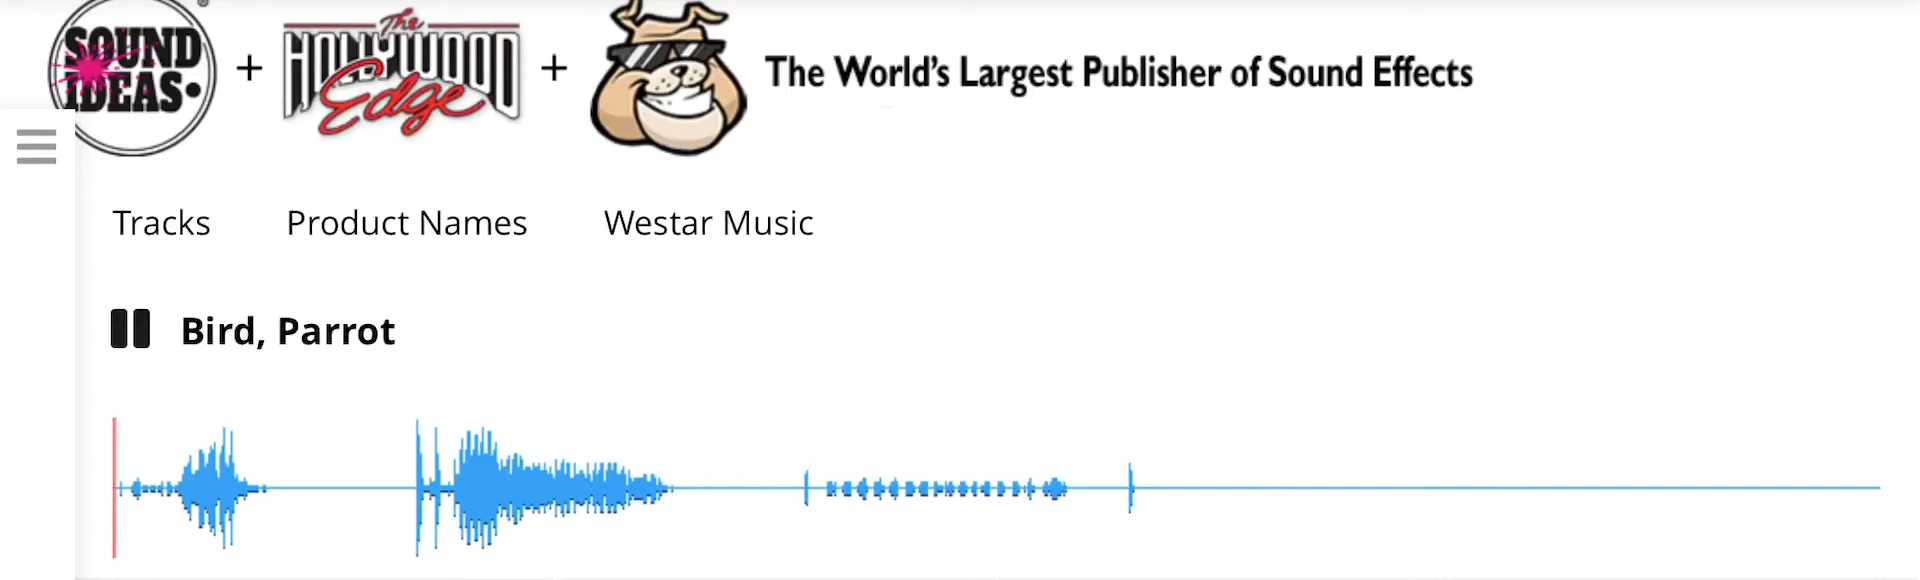 SOUND IDEAS. ®
+
The HOLLYWOOD Edge
+
The World's Largest Publisher of Sound Effects
Tracks Product Names Westar Music
Bird, Parrot